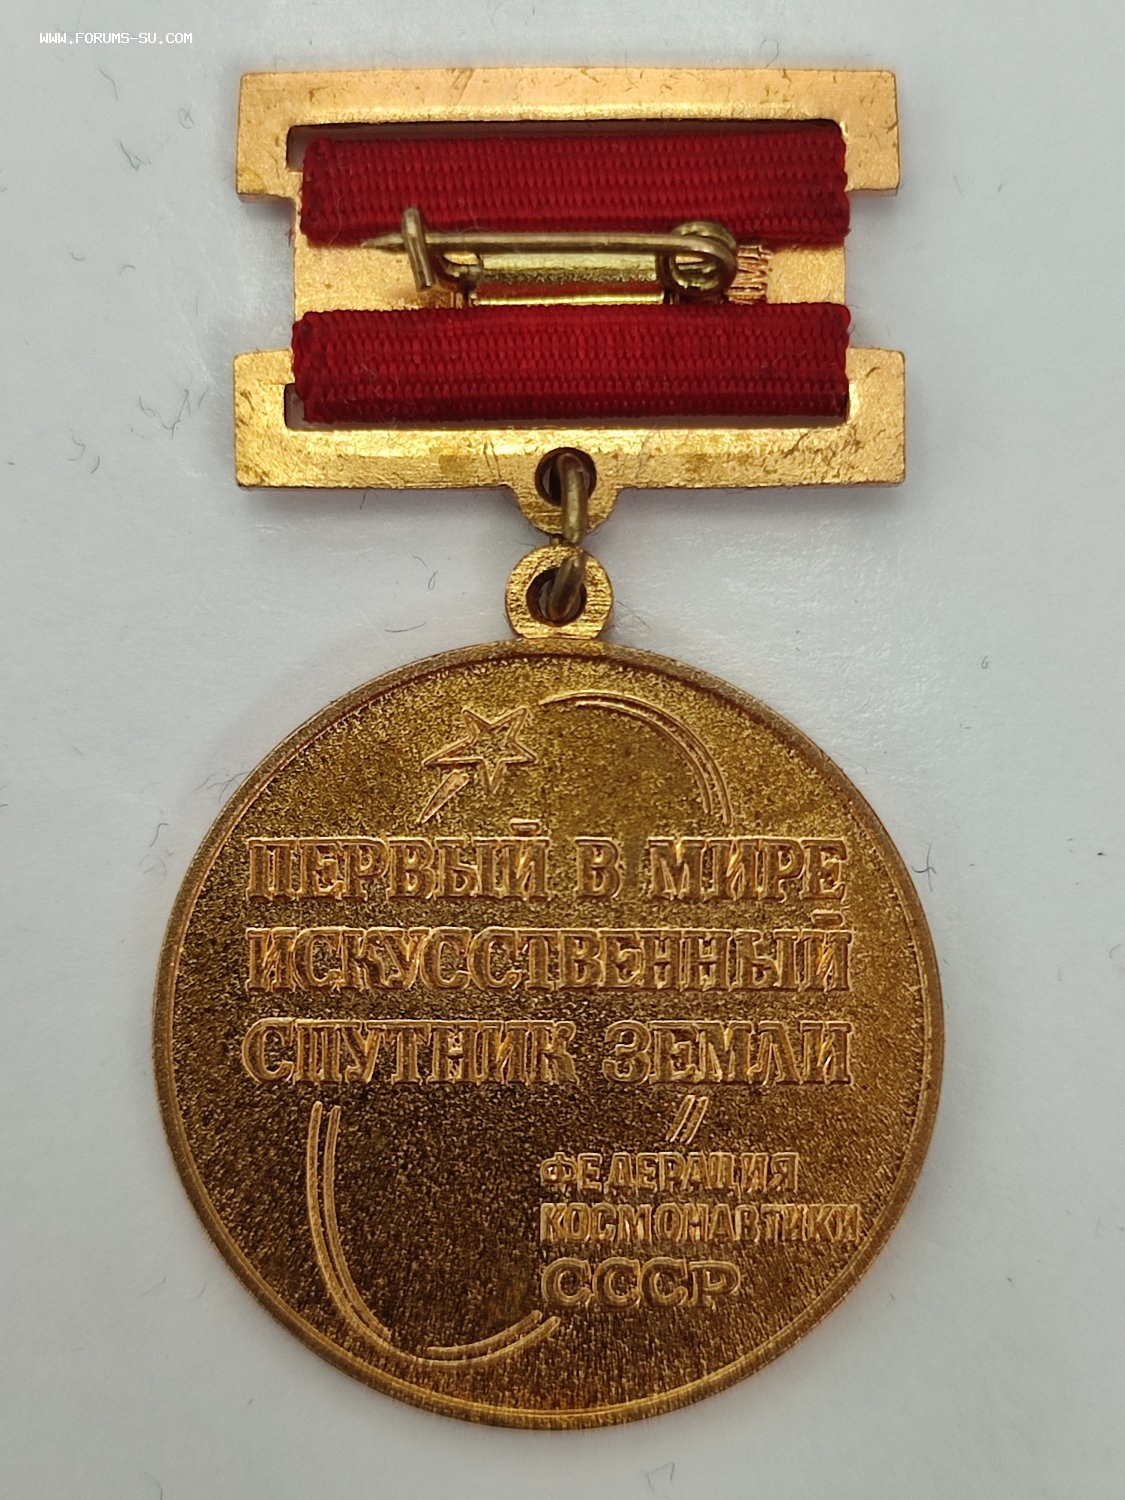 WWW.FORUMS-SU.COM
ПЕРВЫЙ В МИРЕ
ИСКУССТВЕННЫЙ
СПУТНИК ЗЕМЛИ
ФЕДЕРАЦИЯ
КОСМОНАВТИКИ
СССР